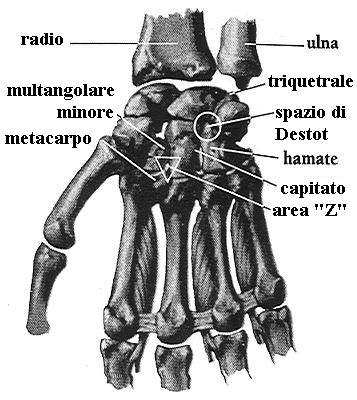 radio
ulna
triquetrale
multangolare
minore
spazio di
Destot
metacarpo
hamate
capitato
area "Z"